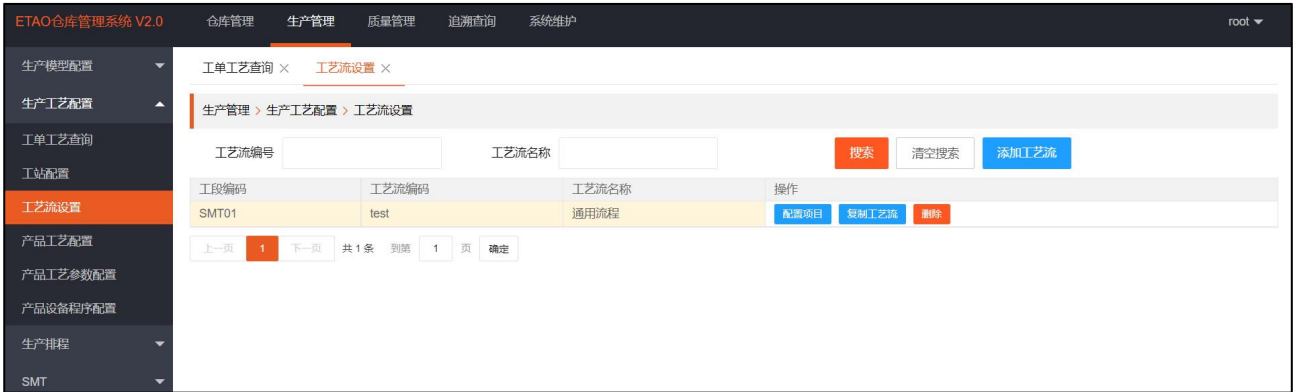 ETAO仓库管理系统 V2.0 仓库管理 生产管理 质量管理 追溯查询 系统维护 root
生产模型配置
生产工艺配置
工单工艺查询
工站配置
工艺流设置
产品工艺配置
产品工艺参数配置
产品设备程序配置
生产排程
SMT
工单工艺查询 × 工艺流设置 ×
生产管理 > 生产工艺配置 > 工艺流设置
工艺流编号 工艺流名称 搜索 清空搜索 添加工艺流
工段编码 工艺流编码 工艺流名称 操作
SMT01 test 通用流程 配置项目 复制工艺流 删除
上一页 1 下一页 共 1 条 到第 1 页 确定